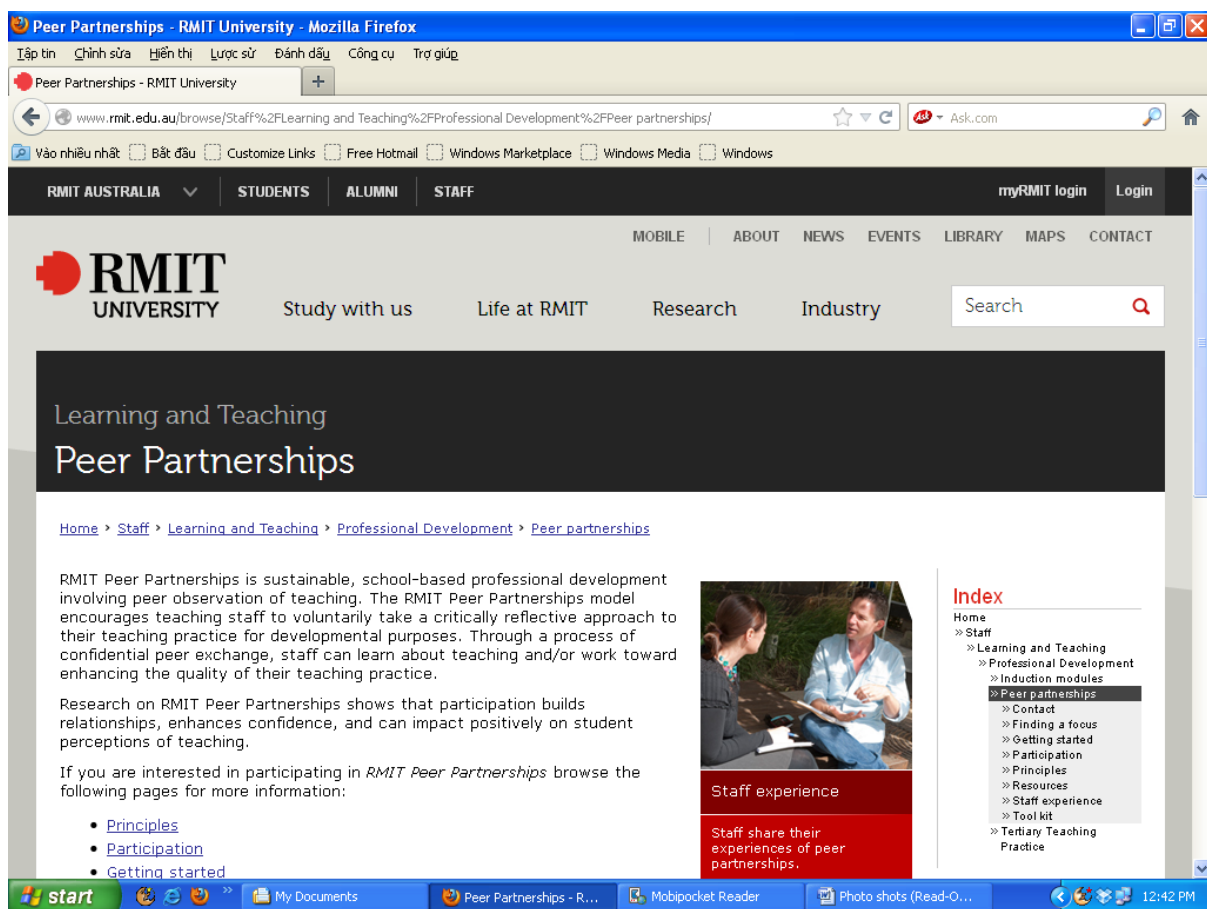 Peer Partnerships - RMIT University - Mozilla Firefox
Tập tin Chỉnh sửa Hiển thị Lược sử Đánh dấu Công cụ Trợ giúp
Peer Partnerships - RMIT University
www.rmit.edu.au/browse/Staff%2FLearning and Teaching%2FProfessional Development%2FPeer partnerships/ Ask.com
Vào nhiều nhất Bắt đầu Customize Links Free Hotmail Windows Marketplace Windows Media Windows
RMIT AUSTRALIA STUDENTS ALUMNI STAFF myRMIT login Login
MOBILE ABOUT NEWS EVENTS LIBRARY MAPS CONTACT
RMIT
UNIVERSITY
Study with us Life at RMIT Research Industry Search
Learning and Teaching
Peer Partnerships
Home › Staff › Learning and Teaching › Professional Development › Peer partnerships
RMIT Peer Partnerships is sustainable, school-based professional development
involving peer observation of teaching. The RMIT Peer Partnerships model
encourages teaching staff to voluntarily take a critically reflective approach to
their teaching practice for developmental purposes. Through a process of
confidential peer exchange, staff can learn about teaching and/or work toward
enhancing the quality of their teaching practice.
Research on RMIT Peer Partnerships shows that participation builds
relationships, enhances confidence, and can impact positively on student
perceptions of teaching.
If you are interested in participating in RMIT Peer Partnerships browse the
following pages for more information:
• Principles
• Participation
• Getting started
Staff experience
Staff share their
experiences of peer
partnerships.
Index
Home
» Staff
» Learning and Teaching
» Professional Development
» Induction modules
» Peer partnerships
» Contact
» Finding a focus
» Getting started
» Participation
» Principles
» Resources
» Staff experience
» Tool kit
» Tertiary Teaching
Practice
start My Documents Peer Partnerships - R... Mobipocket Reader Photo shots (Read-O... 12:42 PM